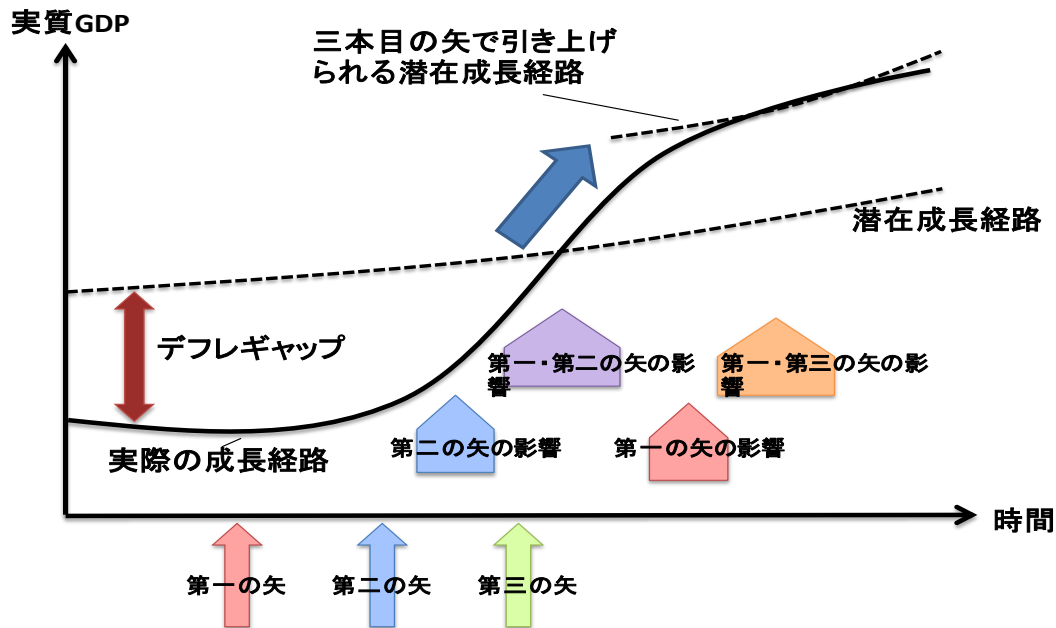 実質GDP
三本目の矢で引き上げ
られる潜在成長経路
潜在成長経路
デフレギャップ
第一・第二の矢の影
響
第一・第三の矢の影
響
実際の成長経路
第二の矢の影響
第一の矢の影響
時間
第一の矢
第二の矢
第三の矢